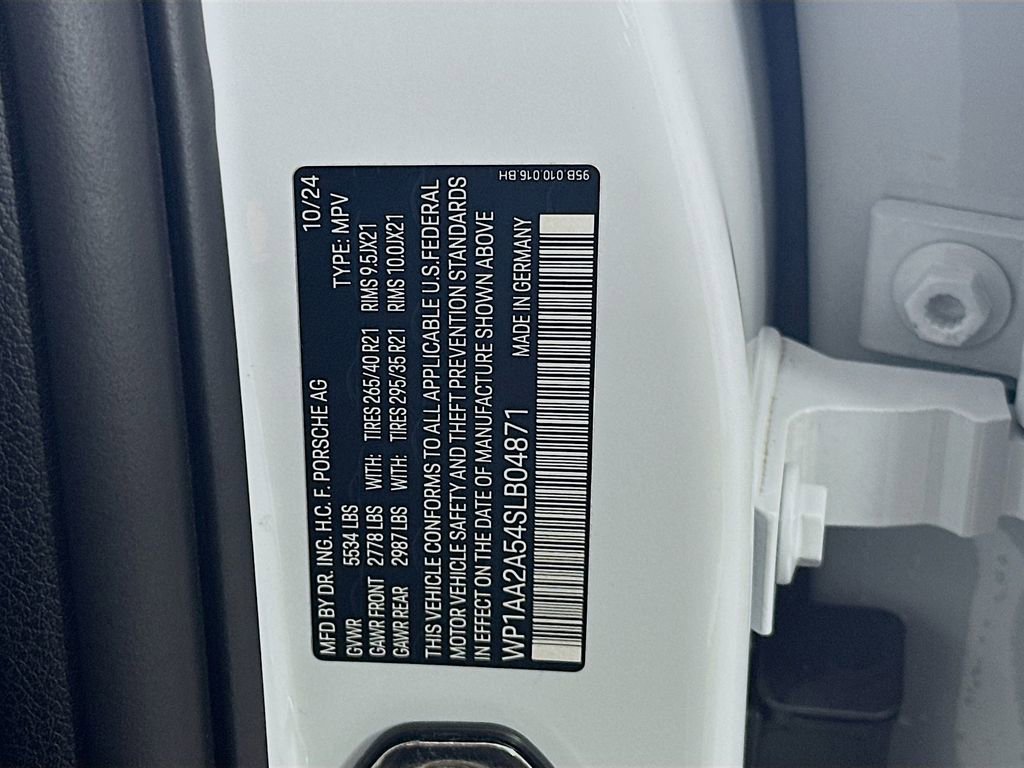 MFD BY DR. ING. H.C. F. PORSCHE AG 10/24
GVWR 5534 LBS TYPE: MPV
GAWR FRONT 2778 LBS WITH: TIRES 265/40 R21 RIMS 9.5JX21
GAWR REAR 2987 LBS WITH: TIRES 295/35 R21 RIMS 10.0JX21
THIS VEHICLE CONFORMS TO ALL APPLICABLE U.S.FEDERAL
MOTOR VEHICLE SAFETY AND THEFT PREVENTION STANDARDS
IN EFFECT ON THE DATE OF MANUFACTURE SHOWN ABOVE
WP1AA2A54SLB04871 MADE IN GERMANY
95B.010.016.BH